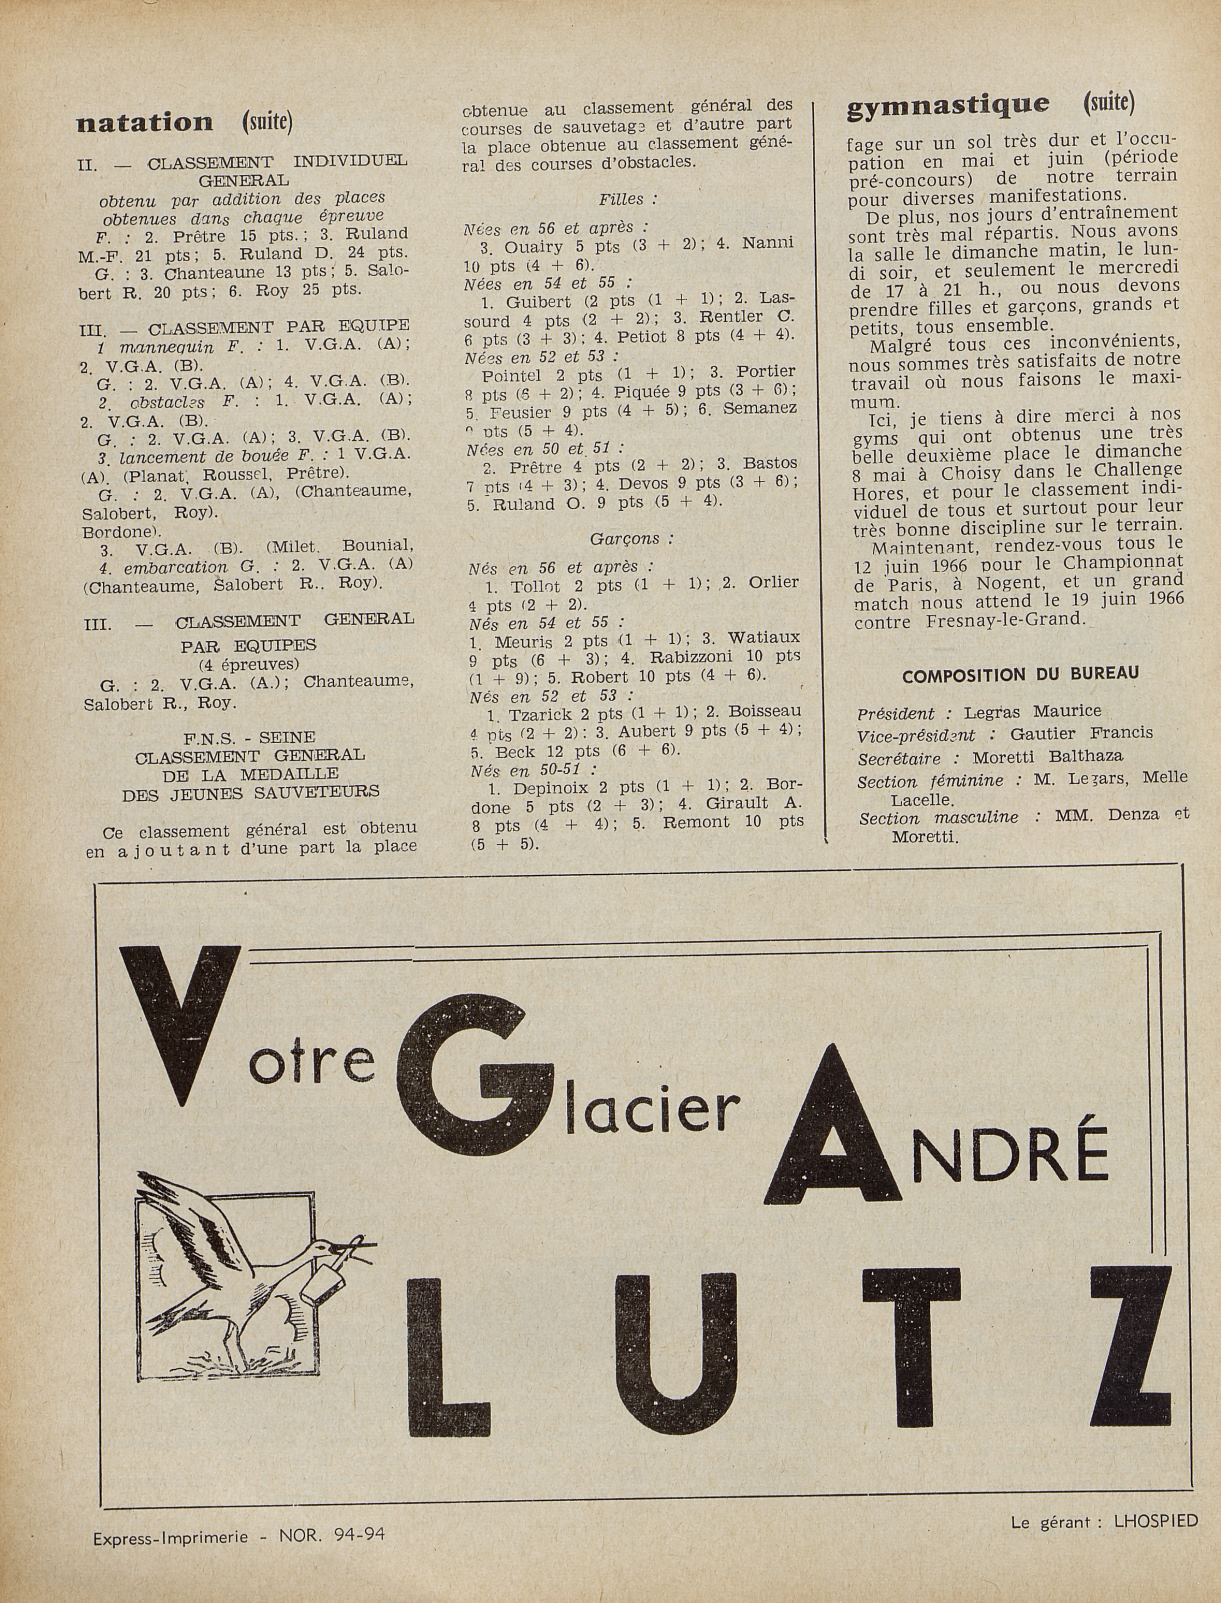 natation (suite)
II. — CLASSEMENT INDIVIDUEL
GENERAL
obtenu par addition des places
obtenues dans chaque épreuve
F. : 2. Prêtre 15 pts.; 3. Ruland
M.-F. 21 pts; 5. Ruland D. 24 pts.
G. : 3. Chanteaune 13 pts; 5. Salo-
bert R. 20 pts; 6. Roy 25 pts.
III. — CLASSEMENT PAR EQUIPE
1 mannequin F. : 1. V.G.A. (A);
2. V.G.A. (B).
G. : 2. V.G.A. (A); 4. V.G.A. (B).
2. obstacles F. : 1. V.G.A. (A);
2. V.G.A. (B).
G. : 2. V.G.A. (A); 3. V.G.A. (B).
3. lancement de bouée F. : 1 V.G.A.
(A). (Planat, Roussel, Prêtre).
G. : 2. V.G.A. (A), (Chanteaume,
Salobert, Roy).
Bordone).
3. V.G.A. (B). (Milet. Bounial,
4. embarcation G. : 2. V.G.A. (A)
(Chanteaume, Salobert R.. Roy).
III. — CLASSEMENT GENERAL
PAR EQUIPES
(4 épreuves)
G. : 2. V.G.A. (A.); Chanteaume,
Salobert R., Roy.
F.N.S. - SEINE
CLASSEMENT GENERAL
DE LA MEDAILLE
DES JEUNES SAUVETEURS
Ce classement général est obtenu
en ajoutant d'une part la place
obtenue au classement général des
courses de sauvetage et d'autre part
la place obtenue au classement géné-
ral des courses d'obstacles.
Filles :
Nées en 56 et après :
3. Ouairy 5 pts (3 + 2); 4. Nanni
10 pts (4 + 6).
Nées en 54 et 55 :
1. Guibert (2 pts (1 + 1); 2. Las-
sourd 4 pts (2 + 2); 3. Rentler C.
6 pts (3 + 3); 4. Petiot 8 pts (4 + 4).
Nées en 52 et 53 :
Pointel 2 pts (1 + 1); 3. Portier
8 pts (6 + 2); 4. Piquée 9 pts (3 + 6);
5. Feusier 9 pts (4 + 5); 6. Semanez
pts (5 + 4).
Nées en 50 et 51 :
2. Prêtre 4 pts (2 + 2); 3. Bastos
7 pts (4 + 3); 4. Devos 9 pts (3 + 6);
5. Ruland O. 9 pts (5 + 4).
Garçons :
Nés en 56 et après :
1. Tollot 2 pts (1 + 1); 2. Orlier
4 pts (2 + 2).
Nés en 54 et 55 :
1. Meuris 2 pts (1 + 1); 3. Watiaux
9 pts (6 + 3); 4. Rabizzoni 10 pts
(1 + 9); 5. Robert 10 pts (4 + 6).
Nés en 52 et 53 :
1. Tzarick 2 pts (1 + 1); 2. Boisseau
4 pts (2 + 2): 3. Aubert 9 pts (5 + 4);
5. Beck 12 pts (6 + 6).
Nés en 50-51 :
1. Depinoix 2 pts (1 + 1); 2. Bor-
done 5 pts (2 + 3); 4. Girault A.
8 pts (4 + 4); 5. Remont 10 pts
(5 + 5).
gymnastique (suite)
fage sur un sol très dur et l'occu-
pation en mai et juin (période
pré-concours) de notre terrain
pour diverses manifestations.
De plus, nos jours d'entraînement
sont très mal répartis. Nous avons
la salle le dimanche matin, le lun-
di soir, et seulement le mercredi
de 17 à 21 h., ou nous devons
prendre filles et garçons, grands et
petits, tous ensemble.
Malgré tous ces inconvénients,
nous sommes très satisfaits de notre
travail où nous faisons le maxi-
mum.
Ici, je tiens à dire merci à nos
gyms qui ont obtenus une très
belle deuxième place le dimanche
8 mai à Choisy dans le Challenge
Hores, et pour le classement indi-
viduel de tous et surtout pour leur
très bonne discipline sur le terrain.
Maintenant, rendez-vous tous le
12 juin 1966 pour le Championnat
de Paris, à Nogent, et un grand
match nous attend le 19 juin 1966
contre Fresnay-le-Grand.
COMPOSITION DU BUREAU
Président : Legras Maurice
Vice-président : Gautier Francis
Secrétaire : Moretti Balthaza
Section féminine : M. Legars, Melle
Lacelle.
Section masculine : MM. Denza et
Moretti.
Votre Glacier ANDRÉ
LUTZ
Express-Imprimerie - NOR. 94-94
Le gérant : LHOSPIED